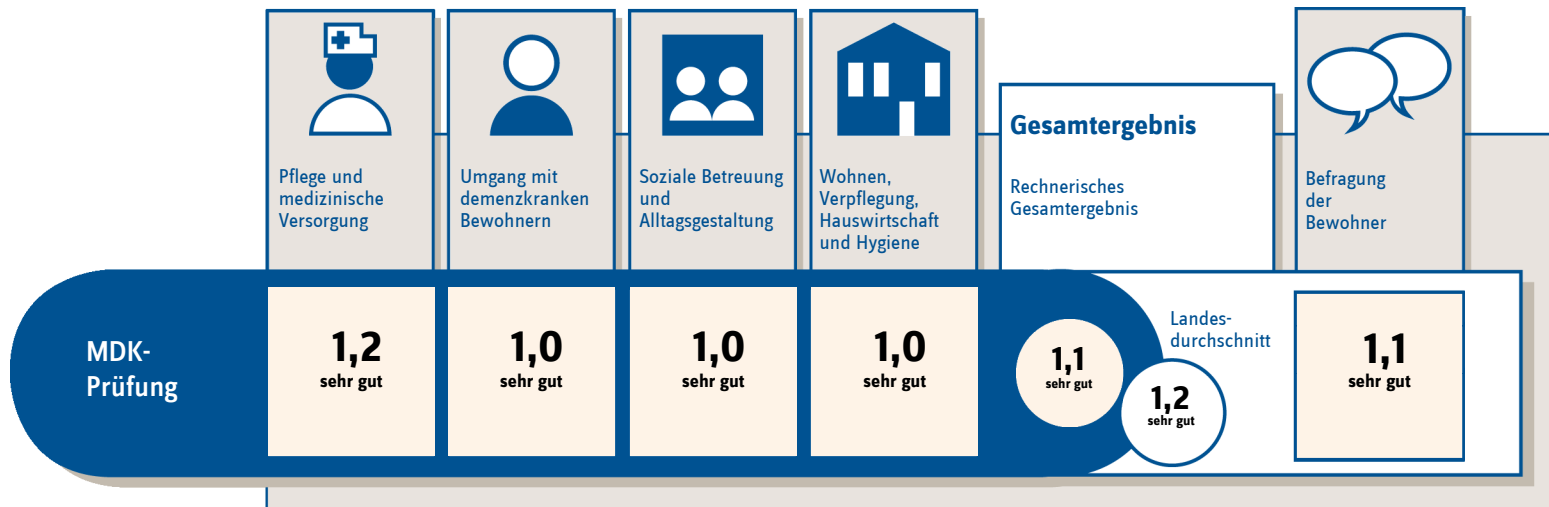 Pflege und
medizinische
Versorgung
Umgang mit
demenzkranken
Bewohnern
Soziale Betreuung
und
Alltagsgestaltung
Wohnen,
Verpflegung,
Hauswirtschaft
und Hygiene
Gesamtergebnis
Rechnerisches
Gesamtergebnis
Befragung
der
Bewohner
MDK-
Prüfung
1,2
sehr gut
1,0
sehr gut
1,0
sehr gut
1,0
sehr gut
1,1
sehr gut
Landes-
durchschnitt
1,2
sehr gut
1,1
sehr gut